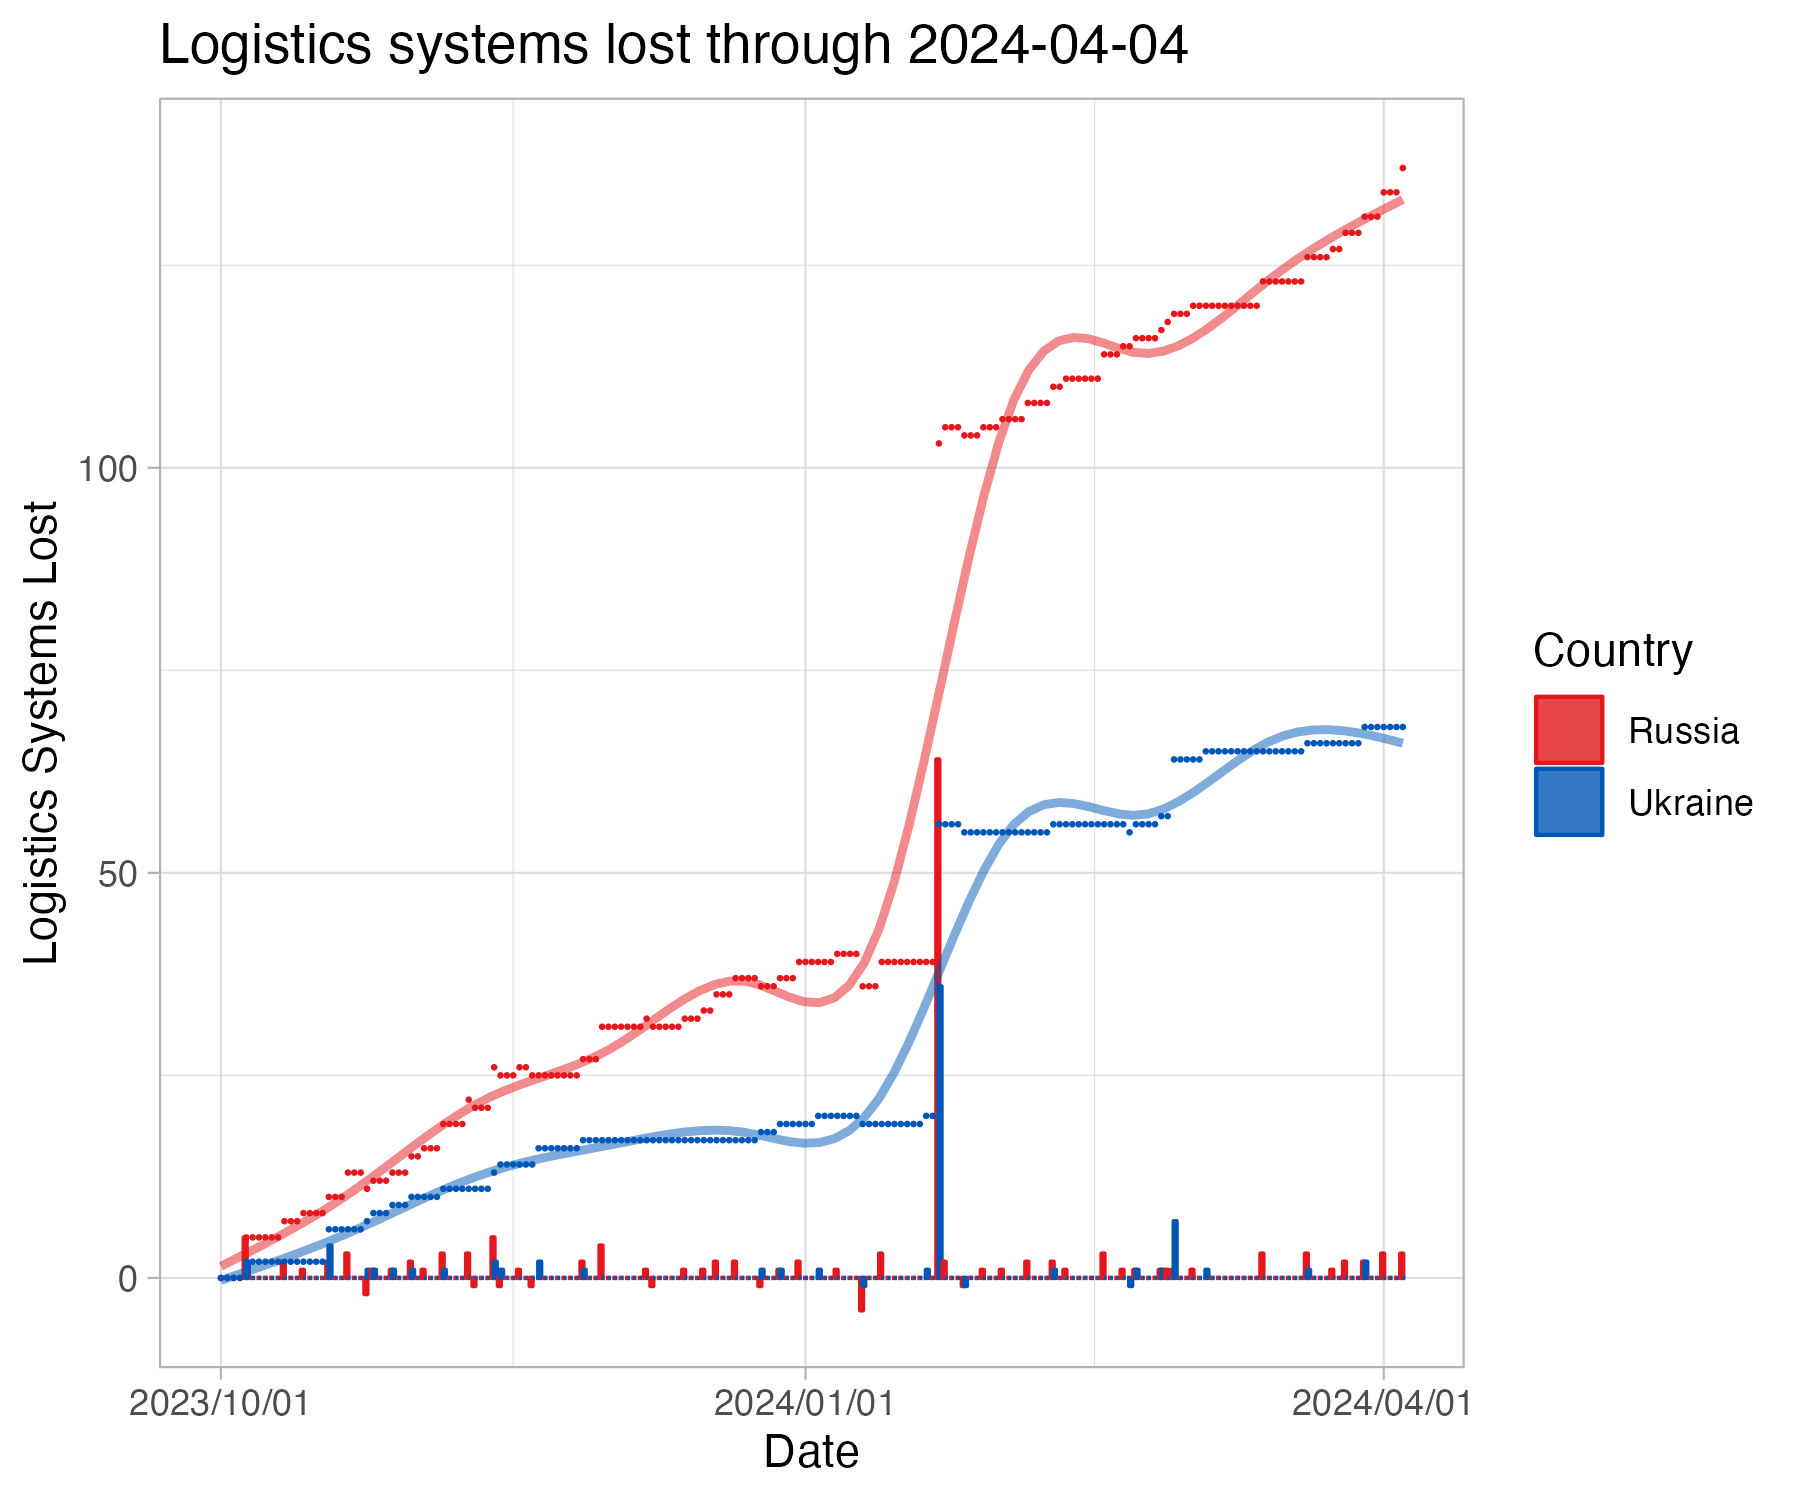 Logistics systems lost through 2024-04-04
Logistics Systems Lost
100
50
0
2023/10/01
2024/01/01
2024/04/01
Date
Country
Russia
Ukraine